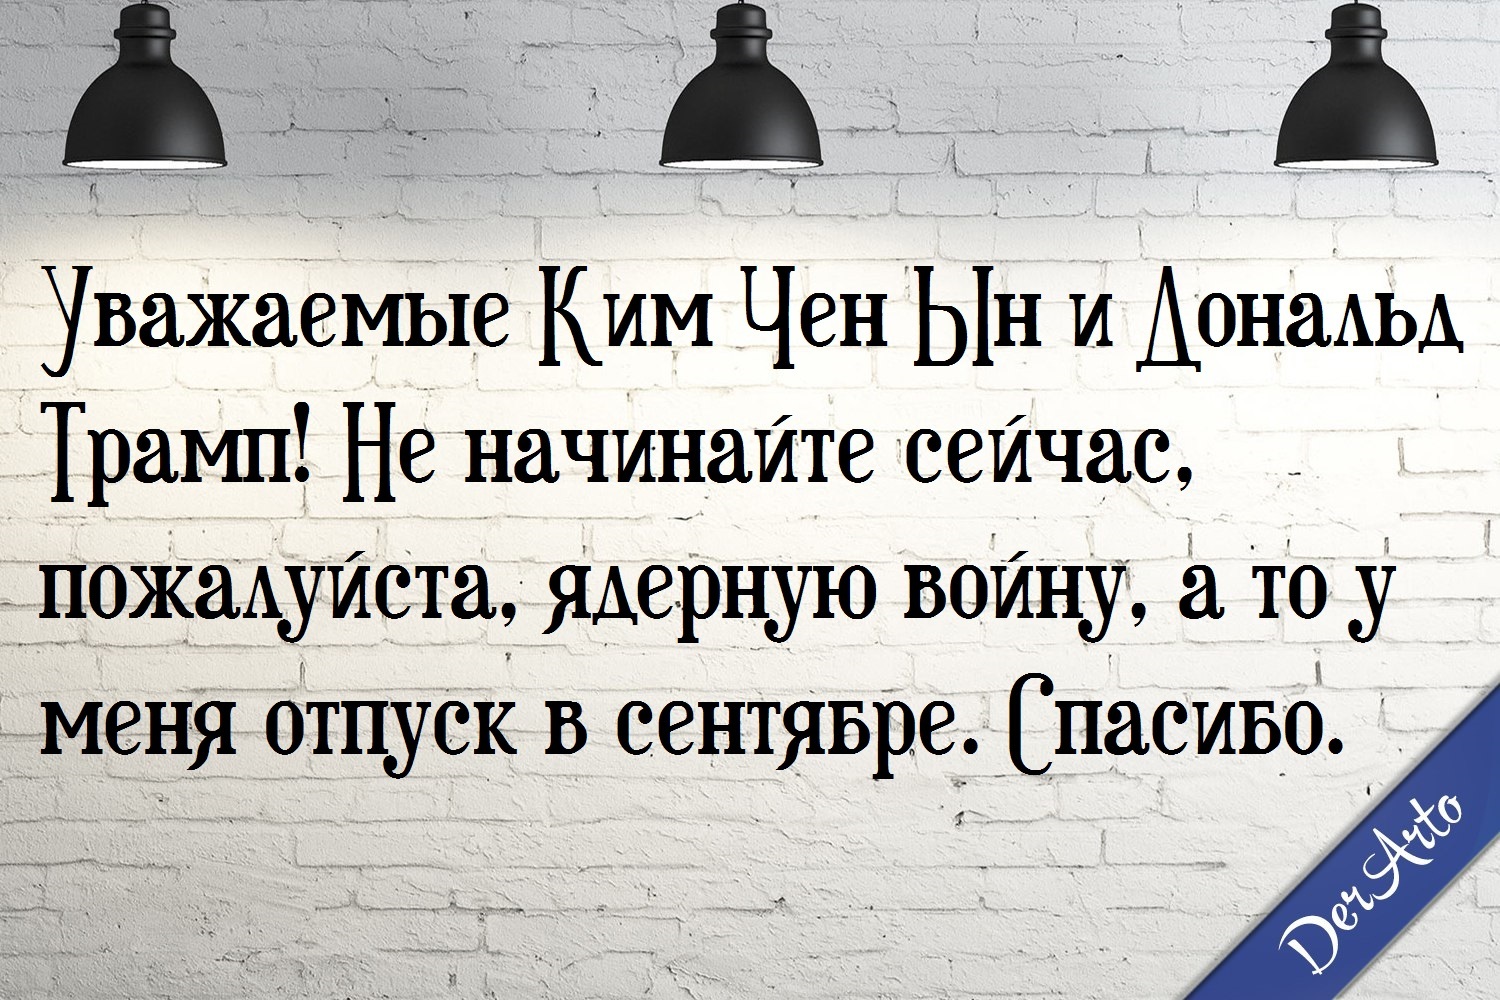 Уважаемые Ким Чен Ын и Дональд
Трамп! Не начинайте сейчас,
пожалуйста, ядерную войну, а то у
меня отпуск в сентябре. Спасибо.
DerArto